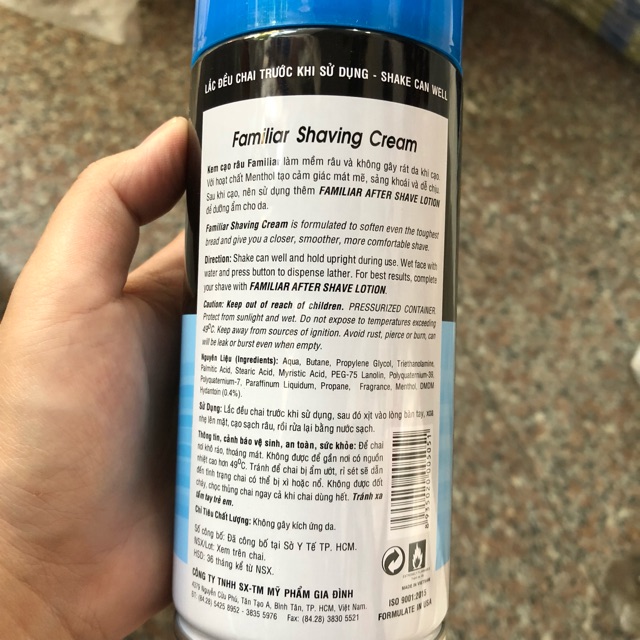 LẮC ĐỀU CHAI TRƯỚC KHI SỬ DỤNG - SHAKE CAN WELL
Familiar Shaving Cream
Kem cạo râu Familiar làm mềm râu và không gây rát da khi cạo.
Với hoạt chất Menthol tạo cảm giác mát mẽ, sảng khoái và dễ chịu.
Sau khi cạo, nên sử dụng thêm FAMILIAR AFTER SHAVE LOTION
để dưỡng ẩm cho da.
Familiar Shaving Cream is formulated to soften even the toughest
bread and give you a closer, smoother, more comfortable shave.
Direction: Shake can well and hold upright during use. Wet face with
water and press button to dispense lather. For best results, complete
your shave with FAMILIAR AFTER SHAVE LOTION.
Caution: Keep out of reach of children. PRESSURIZED CONTAINER.
Protect from sunlight and wet. Do not expose to temperatures exceeding
49°C. Keep away from sources of ignition. Avoid rust, pierce or burn, can
will be leak or burst even when empty.
Nguyên Liệu (Ingredients): Aqua, Butane, Propylene Glycol, Triethanolamine,
Palmitic Acid, Stearic Acid, Myristic Acid, PEG-75 Lanolin, Polyquaternium-39,
Polyquaternium-7, Paraffinum Liquidum, Propane, Fragrance, Menthol, DMDM
Hydantoin (0.4%).
Sử Dụng: Lắc đều chai trước khi sử dụng, sau đó xịt vào lòng bàn tay, xoa
nhẹ lên mặt, cạo sạch râu, rồi rửa lại bằng nước sạch.
Thông tin, cảnh báo vệ sinh, an toàn, sức khỏe: Để chai
nơi khô ráo, thoáng mát. Không được để gần nơi có nguồn
nhiệt cao hơn 49°C. Tránh để chai bị ẩm ướt, rỉ sét sẽ dẫn
đến tình trạng chai có thể bị xì hoặc nổ. Không được đốt
cháy, chọc thủng chai ngay cả khi chai dùng hết. Tránh xa
tầm tay trẻ em.
Chỉ Tiêu Chất Lượng: Không gây kích ứng da.
Số công bố: Đã công bố tại Sở Y Tế TP. HCM.
NSX/Lot: Xem trên chai.
HSD: 36 tháng kể từ NSX.
CÔNG TY TNHH SX-TM MỸ PHẨM GIA ĐÌNH
4379 Nguyễn Cửu Phú, Tân Tạo A, Bình Tân, TP. HCM, Việt Nam.
ĐT: (84.28) 5425 8952 - 3835 5976 Fax: (84.28) 3830 5521
8 935020 005051
MADE IN VIETNAM
ISO 9001:2015
FORMULATE IN USA